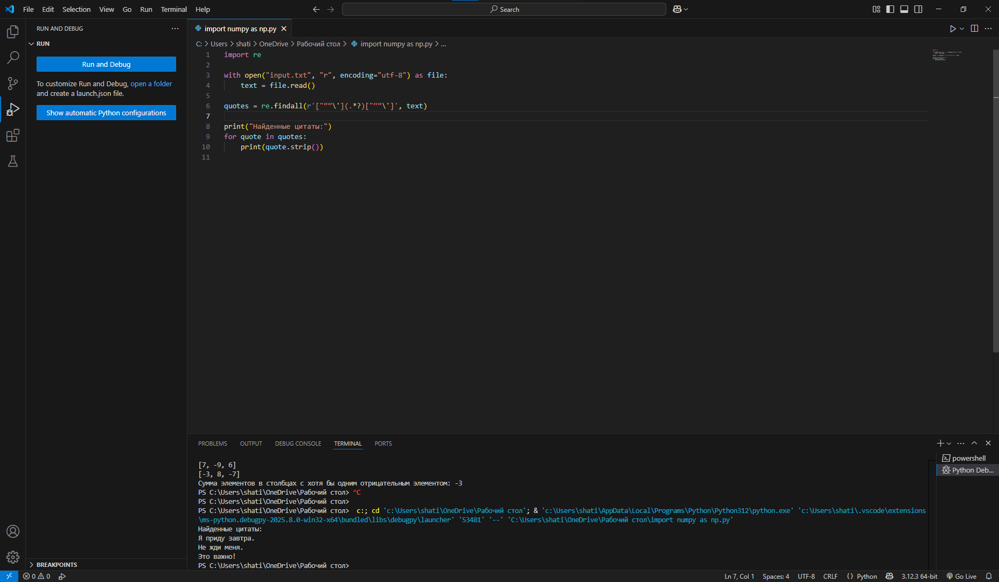 File Edit Selection View Go Run Terminal Help
Search
RUN AND DEBUG
RUN
Run and Debug
To customize Run and Debug, open a folder
and create a launch.json file.
Show automatic Python configurations
BREAKPOINTS
import numpy as np.py
C: > Users > shati > OneDrive > Рабочий стол > import numpy as np.py > ...
1 import re
2
3 with open("input.txt", "r", encoding="utf-8") as file:
4     text = file.read()
5
6 quotes = re.findall(r'["“”\'](.*?)["“”\']', text)
7
8 print("Найденные цитаты:")
9 for quote in quotes:
10     print(quote.strip())
11
PROBLEMS OUTPUT DEBUG CONSOLE TERMINAL PORTS
[7, -9, 6]
[-3, 8, -7]
Сумма элементов в столбцах с хотя бы одним отрицательным элементом: -3
PS C:\Users\shati\OneDrive\Рабочий стол> ^C
PS C:\Users\shati\OneDrive\Рабочий стол>
PS C:\Users\shati\OneDrive\Рабочий стол>  c:; cd 'c:\Users\shati\OneDrive\Рабочий стол'; & 'c:\Users\shati\AppData\Local\Programs\Python\Python312\python.exe' 'c:\Users\shati\.vscode\extensions
\ms-python.debugpy-2025.8.0-win32-x64\bundled\libs\debugpy\launcher' '53481' '--' 'C:\Users\shati\OneDrive\Рабочий стол\import numpy as np.py'
Найденные цитаты:
Я приду завтра.
Не жди меня.
Это важно!
PS C:\Users\shati\OneDrive\Рабочий стол>
powershell
Python Deb...
0 0
Ln 7, Col 1 Spaces: 4 UTF-8 CRLF {} Python 3.12.3 64-bit Go Live